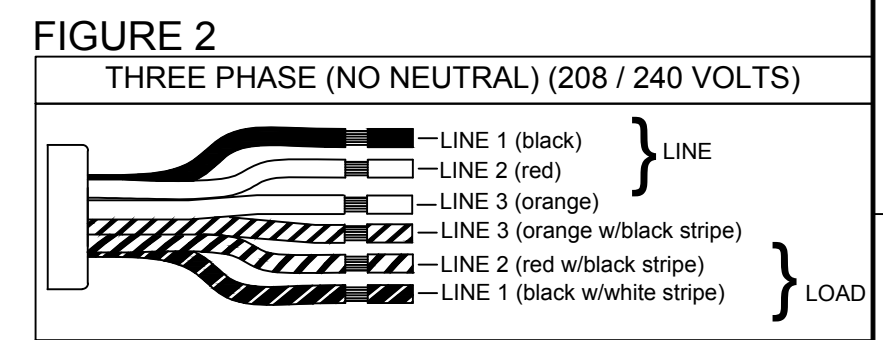 FIGURE 2
THREE PHASE (NO NEUTRAL) (208 / 240 VOLTS)
LINE 1 (black)
LINE 2 (red)
LINE
LINE 3 (orange)
LINE 3 (orange w/black stripe)
LINE 2 (red w/black stripe)
LINE 1 (black w/white stripe)
LOAD